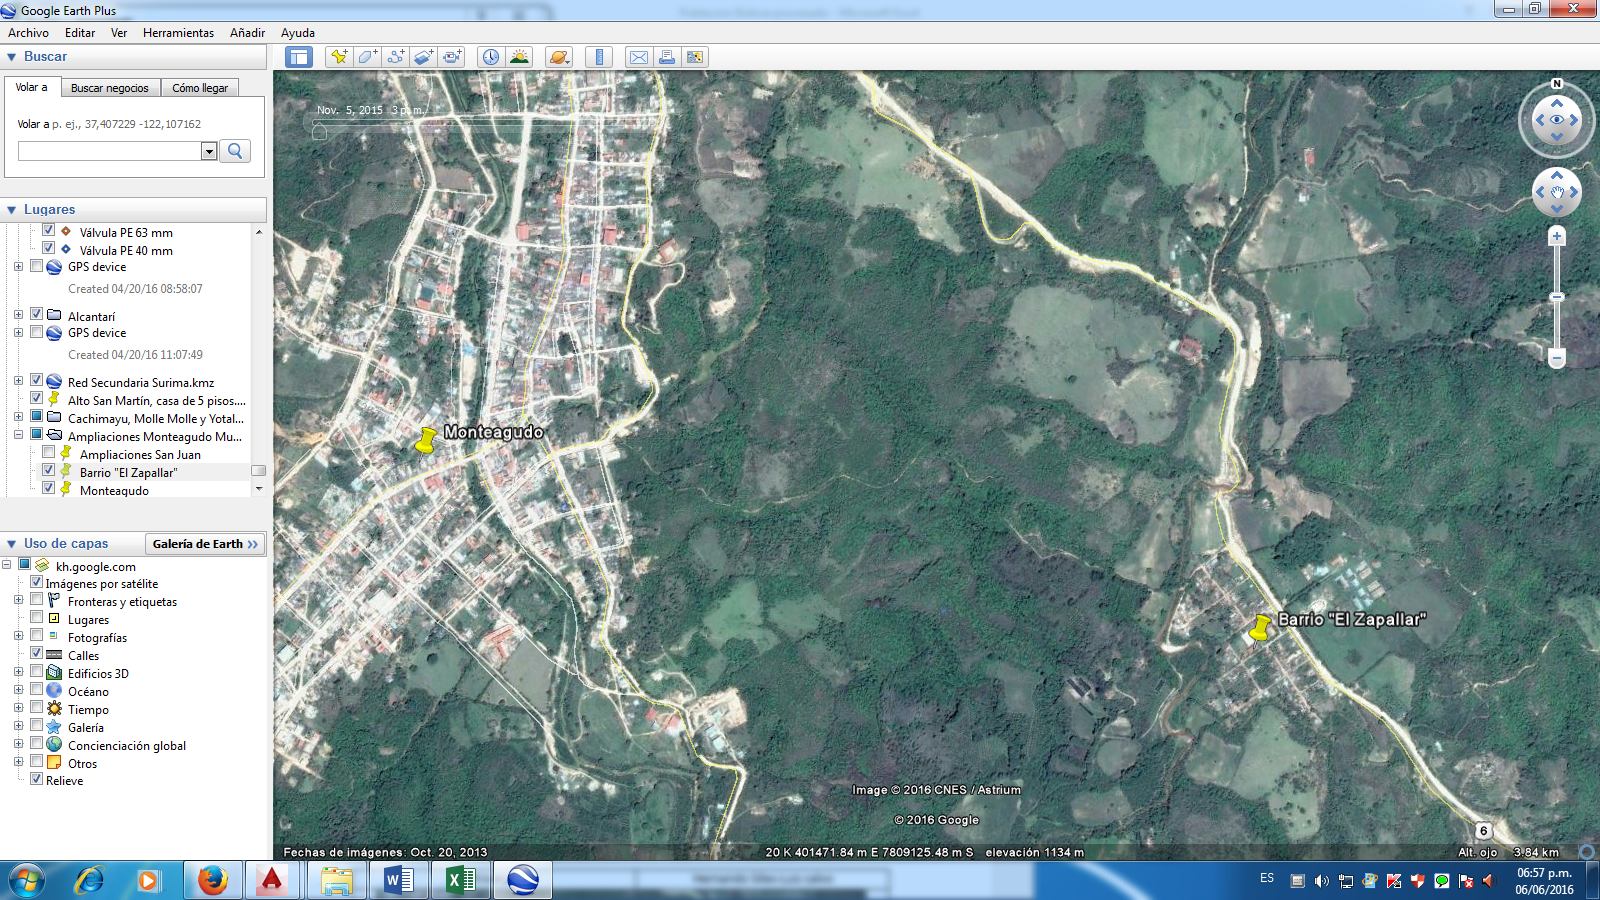 Google Earth Plus
Archivo Editar Ver Herramientas Añadir Ayuda
Buscar
Volar a Buscar negocios Cómo llegar
Volar a p. ej., 37,407229 -122,107162
Lugares
Válvula PE 63 mm
Válvula PE 40 mm
GPS device
Created 04/20/16 08:58:07
Alcantarí
GPS device
Created 04/20/16 11:07:49
Red Secundaria Surima.kmz
Alto San Martín, casa de 5 pisos....
Cachimayu, Molle Molle y Yotal...
Ampliaciones Monteagudo Mu...
Ampliaciones San Juan
Barrio "El Zapallar"
Monteagudo
Uso de capas Galería de Earth >>
kh.google.com
Imágenes por satélite
Fronteras y etiquetas
Lugares
Fotografías
Calles
Edificios 3D
Océano
Tiempo
Galería
Concienciación global
Otros
Relieve
Nov. 5, 2015 3 p.m.
N
Monteagudo
Barrio "El Zapallar"
Image © 2016 CNES / Astrium
© 2016 Google
6
Fechas de imágenes: Oct. 20, 2013 20 K 401471.84 m E 7809125.48 m S elevación 1134 m Alt. ojo 3.84 km
ES 06:57 p.m.
06/06/2016